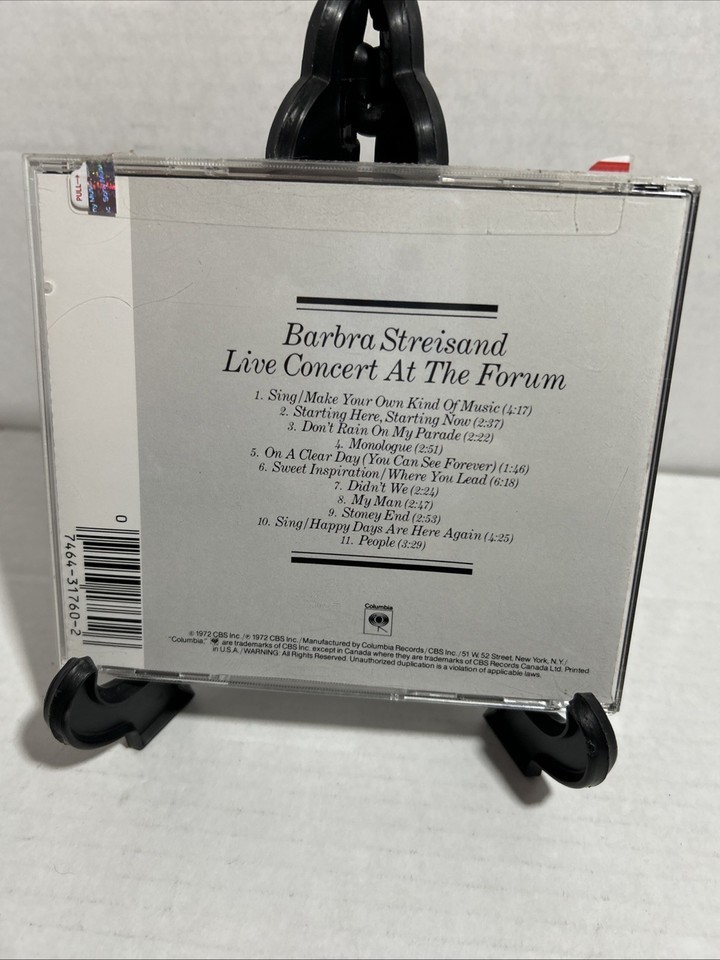 PULL→
Barbra Streisand
Live Concert At The Forum
1. Sing/Make Your Own Kind Of Music (4:17)
2. Starting Here, Starting Now (2:37)
3. Don't Rain On My Parade (2:22)
4. Monologue (2:51)
5. On A Clear Day (You Can See Forever) (1:46)
6. Sweet Inspiration/Where You Lead (6:18)
7. Didn't We (2:24)
8. My Man (2:47)
9. Stoney End (2:53)
10. Sing/Happy Days Are Here Again (4:25)
11. People (3:29)
0
7464-31760-2
Columbia
© 1972 CBS Inc./℗ 1972 CBS Inc./Manufactured by Columbia Records/CBS Inc./51 W. 52 Street, New York, N.Y./
"Columbia," are trademarks of CBS Inc. except in Canada where they are trademarks of CBS Records Canada Ltd. Printed
in U.S.A./WARNING: All Rights Reserved. Unauthorized duplication is a violation of applicable laws.